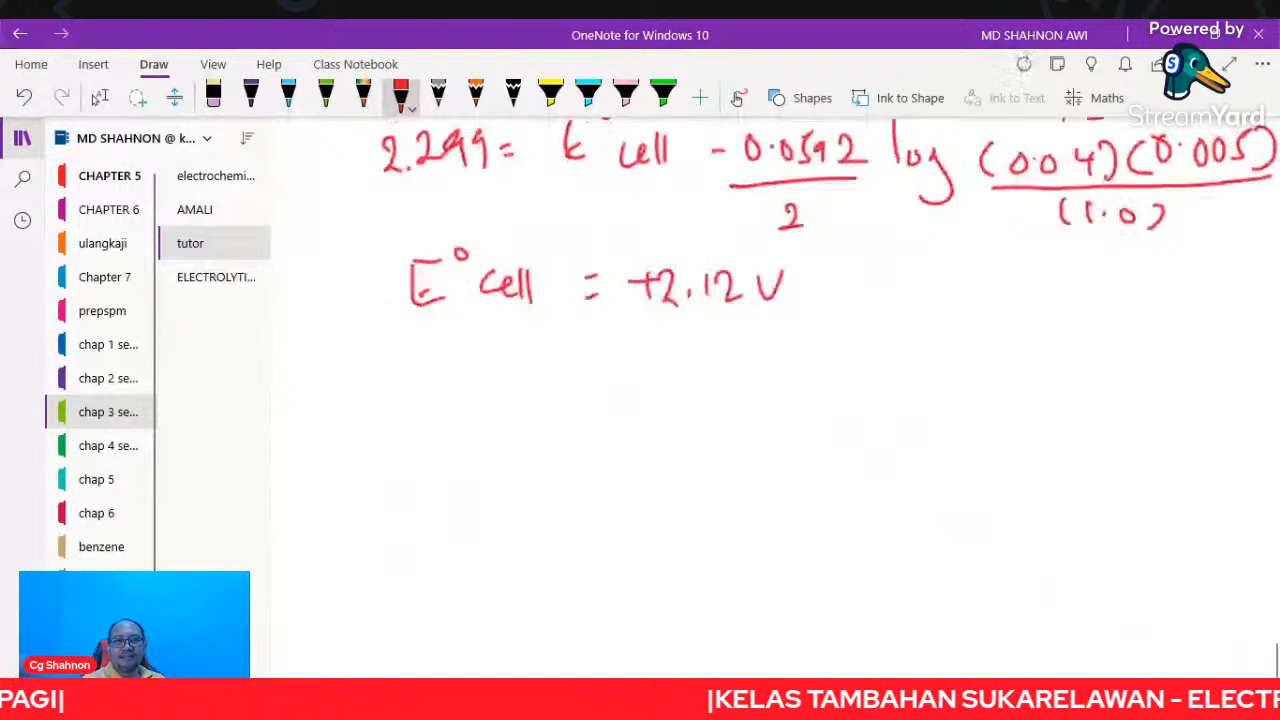 OneNote for Windows 10
MD SHAHNON AWI
Powered by
Home Insert Draw View Help Class Notebook
StreamYard
Shapes Ink to Shape Ink to Text Maths
MD SHAHNON @ k...
CHAPTER 5
CHAPTER 6
ulangkaji
Chapter 7
prepspm
chap 1 se...
chap 2 se...
chap 3 se...
chap 4 se...
chap 5
chap 6
benzene
electrochemi...
AMALI
tutor
ELECTROLYTI...
2.299 = E° cell - 0.0592/2 log (0.04)(0.005)/(1.0)
E° cell = +2.12 V
Cg Shahnon
PAGI| |KELAS TAMBAHAN SUKARELAWAN - ELECTR